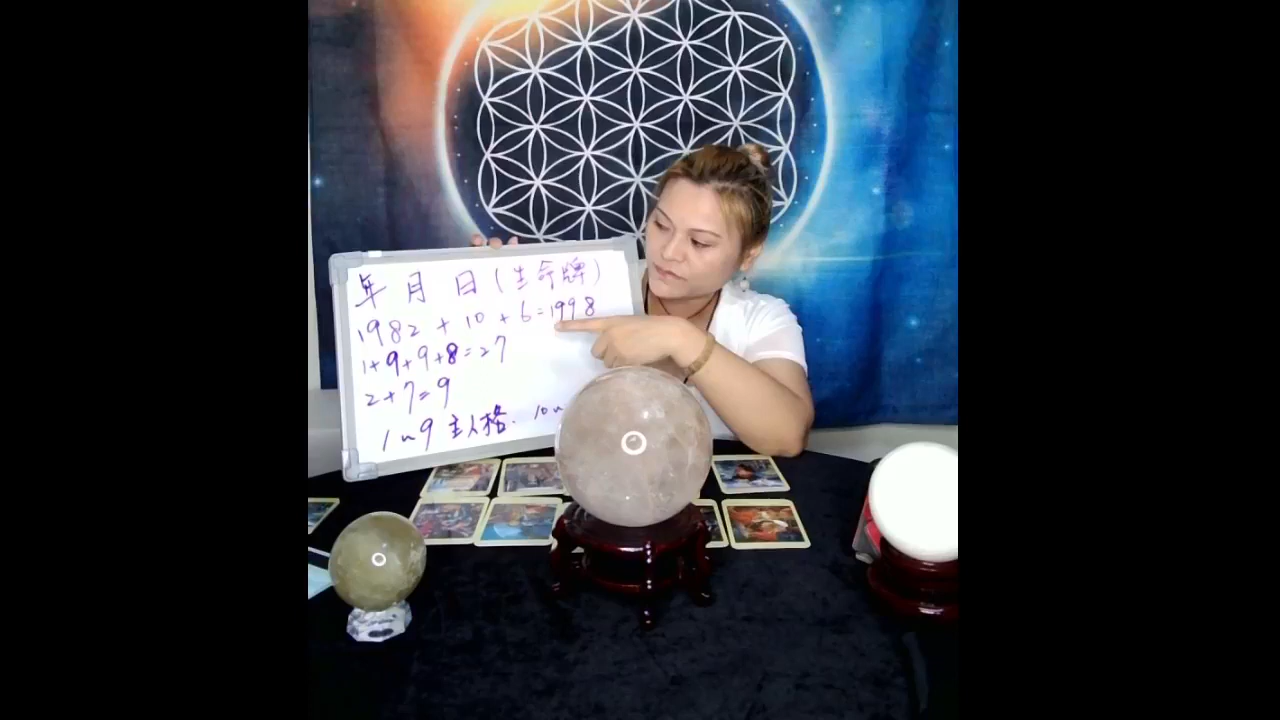 年 月 日(生命牌)
1982 + 10 + 6=1998
1+9+9+8=27
2+7=9
1~9 主人格. 10~